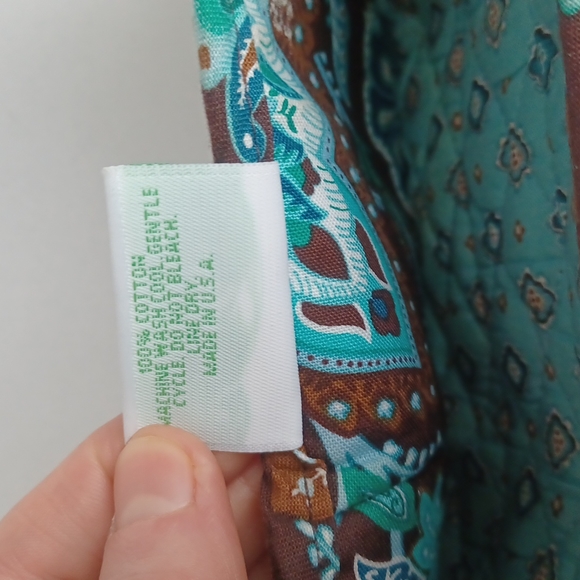 100% COTTON
MACHINE WASH COOL GENTLE
CYCLE. DO NOT BLEACH.
LINE DRY.
MADE IN U.S.A.